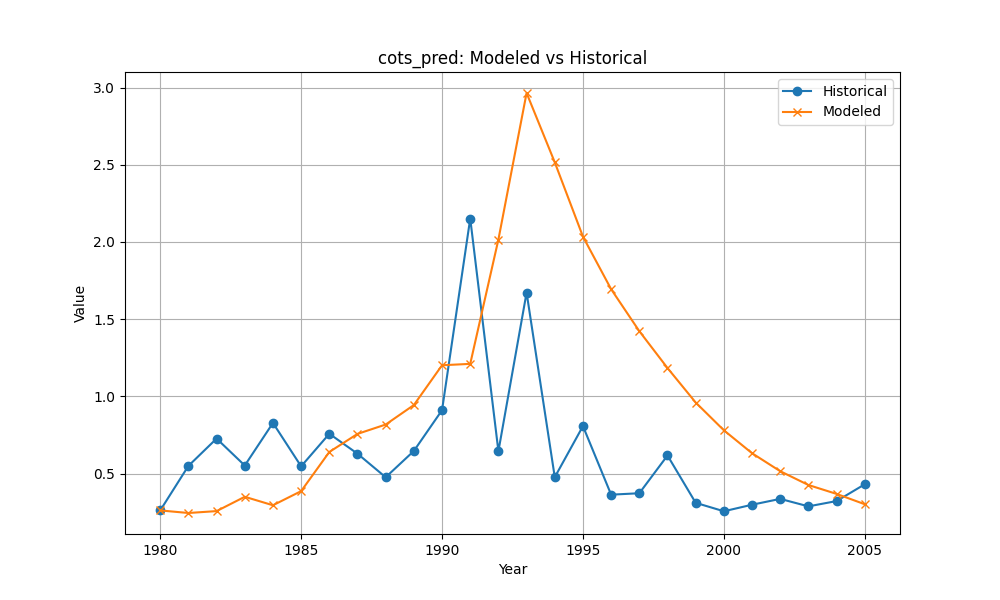 cots_pred: Modeled vs Historical
Historical
Modeled
Value
3.0
2.5
2.0
1.5
1.0
0.5
1980 1985 1990 1995 2000 2005
Year